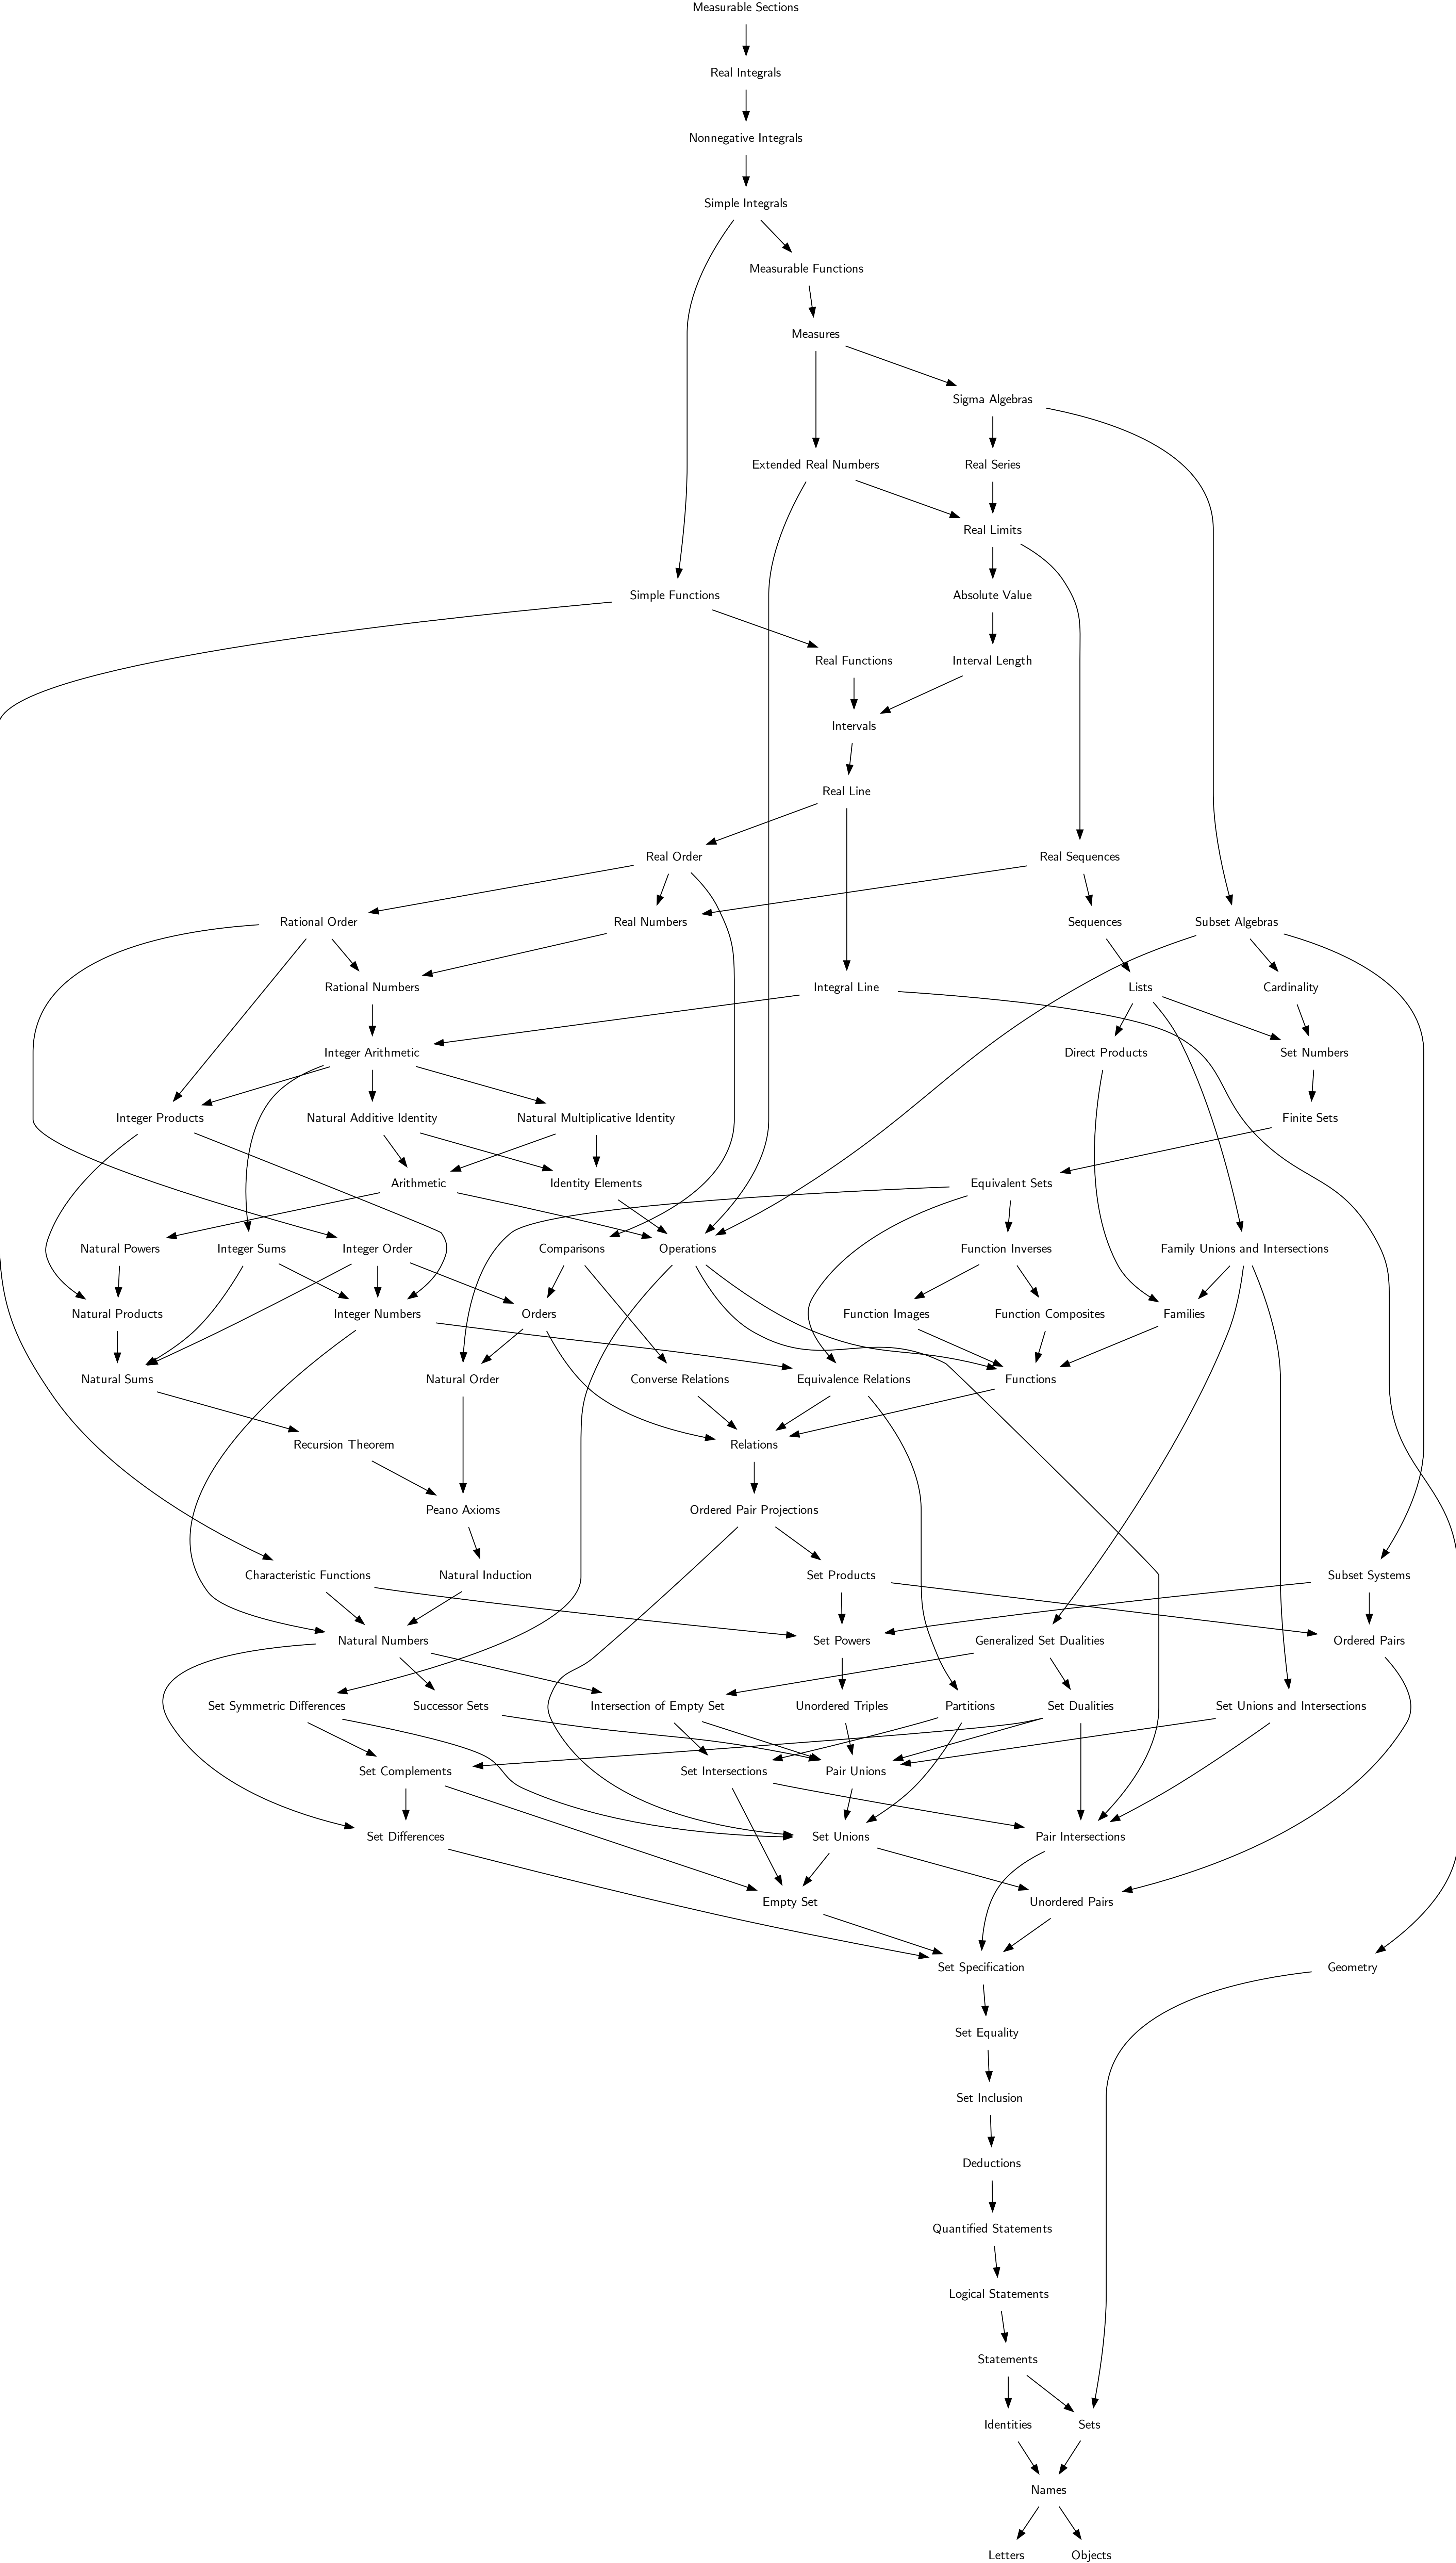 Measurable Sections
Real Integrals
Nonnegative Integrals
Simple Integrals
Measurable Functions
Measures
Sigma Algebras
Extended Real Numbers
Real Series
Real Limits
Simple Functions
Absolute Value
Real Functions
Interval Length
Intervals
Real Line
Real Order
Real Sequences
Rational Order
Real Numbers
Sequences
Subset Algebras
Rational Numbers
Integral Line
Lists
Cardinality
Integer Arithmetic
Direct Products
Set Numbers
Integer Products
Natural Additive Identity
Natural Multiplicative Identity
Finite Sets
Arithmetic
Identity Elements
Equivalent Sets
Natural Powers
Integer Sums
Integer Order
Comparisons
Operations
Function Inverses
Family Unions and Intersections
Natural Products
Integer Numbers
Orders
Function Images
Function Composites
Families
Natural Sums
Natural Order
Converse Relations
Equivalence Relations
Functions
Recursion Theorem
Relations
Peano Axioms
Ordered Pair Projections
Characteristic Functions
Natural Induction
Set Products
Subset Systems
Natural Numbers
Set Powers
Generalized Set Dualities
Ordered Pairs
Set Symmetric Differences
Successor Sets
Intersection of Empty Set
Unordered Triples
Partitions
Set Dualities
Set Unions and Intersections
Set Complements
Set Intersections
Pair Unions
Set Differences
Set Unions
Pair Intersections
Empty Set
Unordered Pairs
Set Specification
Geometry
Set Equality
Set Inclusion
Deductions
Quantified Statements
Logical Statements
Statements
Identities
Sets
Names
Letters
Objects